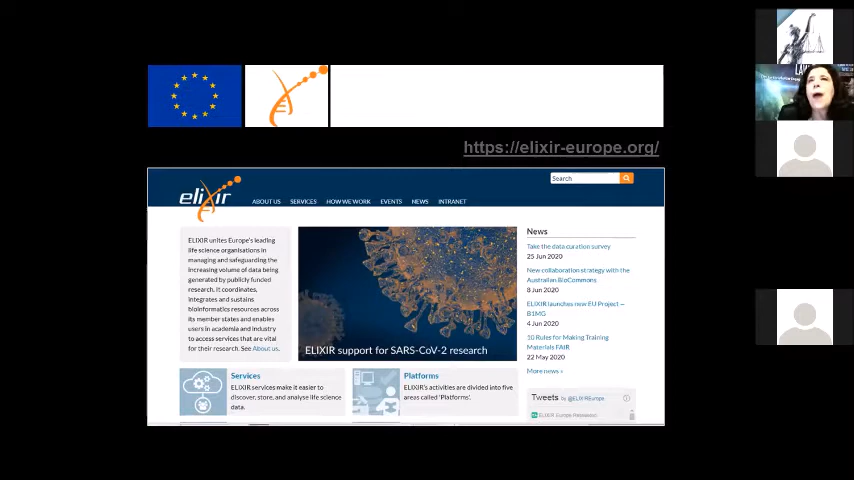 https://elixir-europe.org/
elixir
Search
ABOUT US SERVICES HOW WE WORK EVENTS NEWS INTRANET
ELIXIR unites Europe's leading
life science organisations in
managing and safeguarding the
increasing volume of data being
generated by publicly funded
research. It coordinates,
integrates and sustains
bioinformatics resources across
its member states and enables
users in academia and industry
to access services that are vital
for their research. See About us.
ELIXIR support for SARS-CoV-2 research
News
Take the data curation survey
25 Jun 2020
New collaboration strategy with the
Australian BioCommons
8 Jun 2020
ELIXIR launches new EU Project —
B1MG
4 Jun 2020
10 Rules for Making Training
Materials FAIR
22 May 2020
More news ›
Services
ELIXIR services make it easier to
discover, store, and analyse life science
data.
Platforms
ELIXIR's activities are divided into five
areas called 'Platforms'.
Tweets by @ELIXIREurope
ELIXIR Europe Retweeted